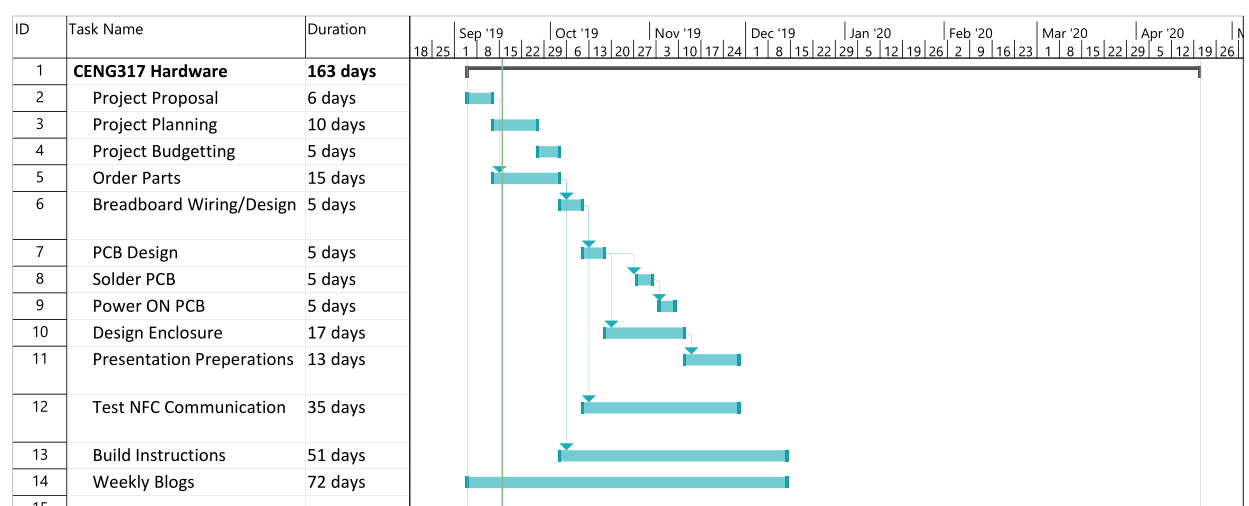 ID Task Name Duration Sep '19 Oct '19 Nov '19 Dec '19 Jan '20 Feb '20 Mar '20 Apr '20
18 25 1 8 15 22 29 6 13 20 27 3 10 17 24 1 8 15 22 29 5 12 19 26 2 9 16 23 1 8 15 22 29 5 12 19 26
1 CENG317 Hardware 163 days
2 Project Proposal 6 days
3 Project Planning 10 days
4 Project Budgetting 5 days
5 Order Parts 15 days
6 Breadboard Wiring/Design 5 days
7 PCB Design 5 days
8 Solder PCB 5 days
9 Power ON PCB 5 days
10 Design Enclosure 17 days
11 Presentation Preperations 13 days
12 Test NFC Communication 35 days
13 Build Instructions 51 days
14 Weekly Blogs 72 days